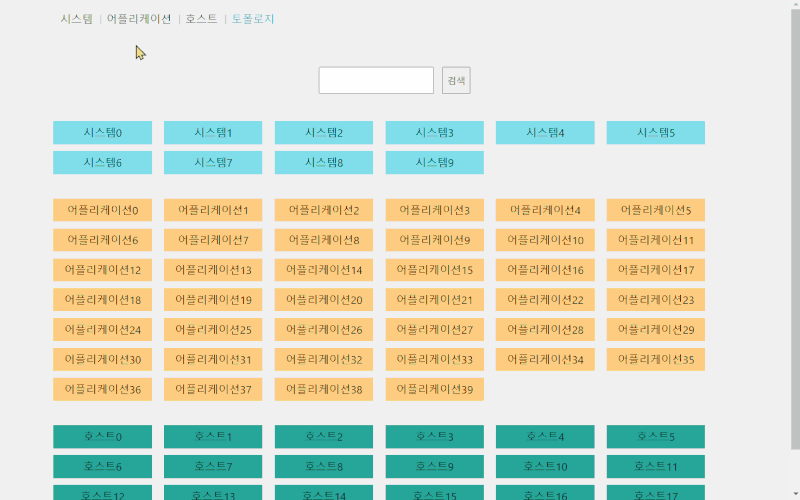 시스템 | 어플리케이션 | 호스트 | 토폴로지
검색
시스템0 시스템1 시스템2 시스템3 시스템4 시스템5
시스템6 시스템7 시스템8 시스템9
어플리케이션0 어플리케이션1 어플리케이션2 어플리케이션3 어플리케이션4 어플리케이션5
어플리케이션6 어플리케이션7 어플리케이션8 어플리케이션9 어플리케이션10 어플리케이션11
어플리케이션12 어플리케이션13 어플리케이션14 어플리케이션15 어플리케이션16 어플리케이션17
어플리케이션18 어플리케이션19 어플리케이션20 어플리케이션21 어플리케이션22 어플리케이션23
어플리케이션24 어플리케이션25 어플리케이션26 어플리케이션27 어플리케이션28 어플리케이션29
어플리케이션30 어플리케이션31 어플리케이션32 어플리케이션33 어플리케이션34 어플리케이션35
어플리케이션36 어플리케이션37 어플리케이션38 어플리케이션39
호스트0 호스트1 호스트2 호스트3 호스트4 호스트5
호스트6 호스트7 호스트8 호스트9 호스트10 호스트11
호스트12 호스트13 호스트14 호스트15 호스트16 호스트17